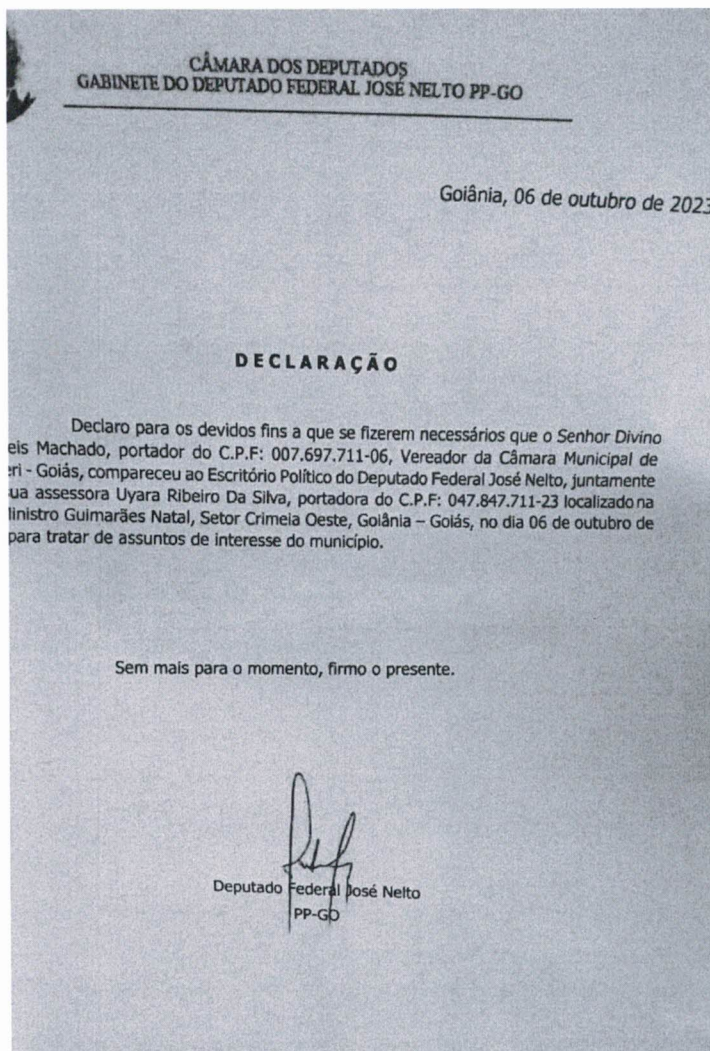 CÂMARA DOS DEPUTADOS
GABINETE DO DEPUTADO FEDERAL JOSÉ NELTO PP-GO
Goiânia, 06 de outubro de 2023
DECLARAÇÃO
Declaro para os devidos fins a que se fizerem necessários que o Senhor Divino
eis Machado, portador do C.P.F: 007.697.711-06, Vereador da Câmara Municipal de
eri - Goiás, compareceu ao Escritório Político do Deputado Federal José Nelto, juntamente
ua assessora Uyara Ribeiro Da Silva, portadora do C.P.F: 047.847.711-23 localizado na
linistro Guimarães Natal, Setor Crimeia Oeste, Goiânia – Goiás, no dia 06 de outubro de
para tratar de assuntos de interesse do município.
Sem mais para o momento, firmo o presente.
Deputado Federal José Nelto
PP-GO